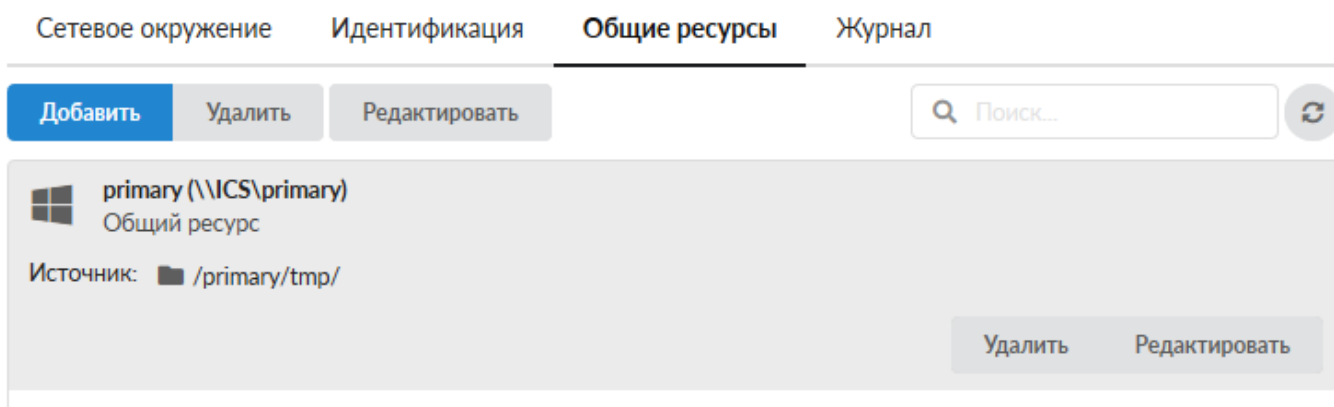 Сетевое окружение Идентификация Общие ресурсы Журнал
Добавить Удалить Редактировать Поиск...
primary (\\ICS\primary)
Общий ресурс
Источник: /primary/tmp/
Удалить Редактировать